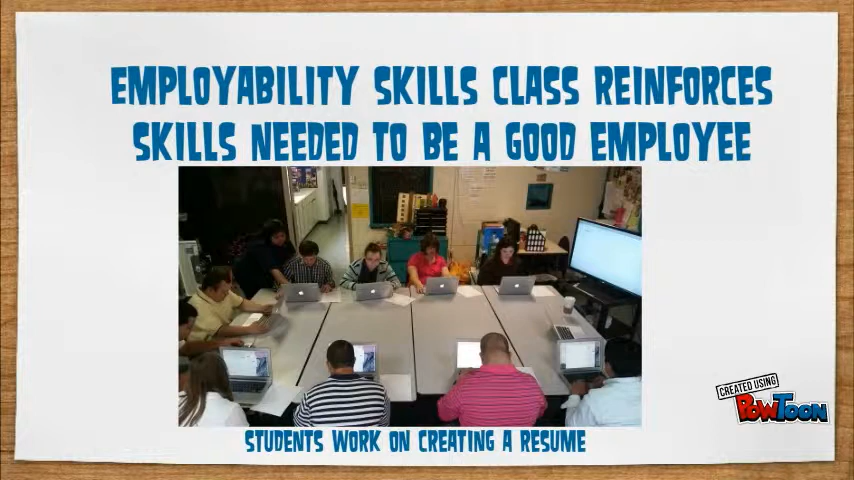 EMPLOYABILITY SKILLS CLASS REINFORCES
SKILLS NEEDED TO BE A GOOD EMPLOYEE
STUDENTS WORK ON CREATING A RESUME
CREATED USING
POWTOON